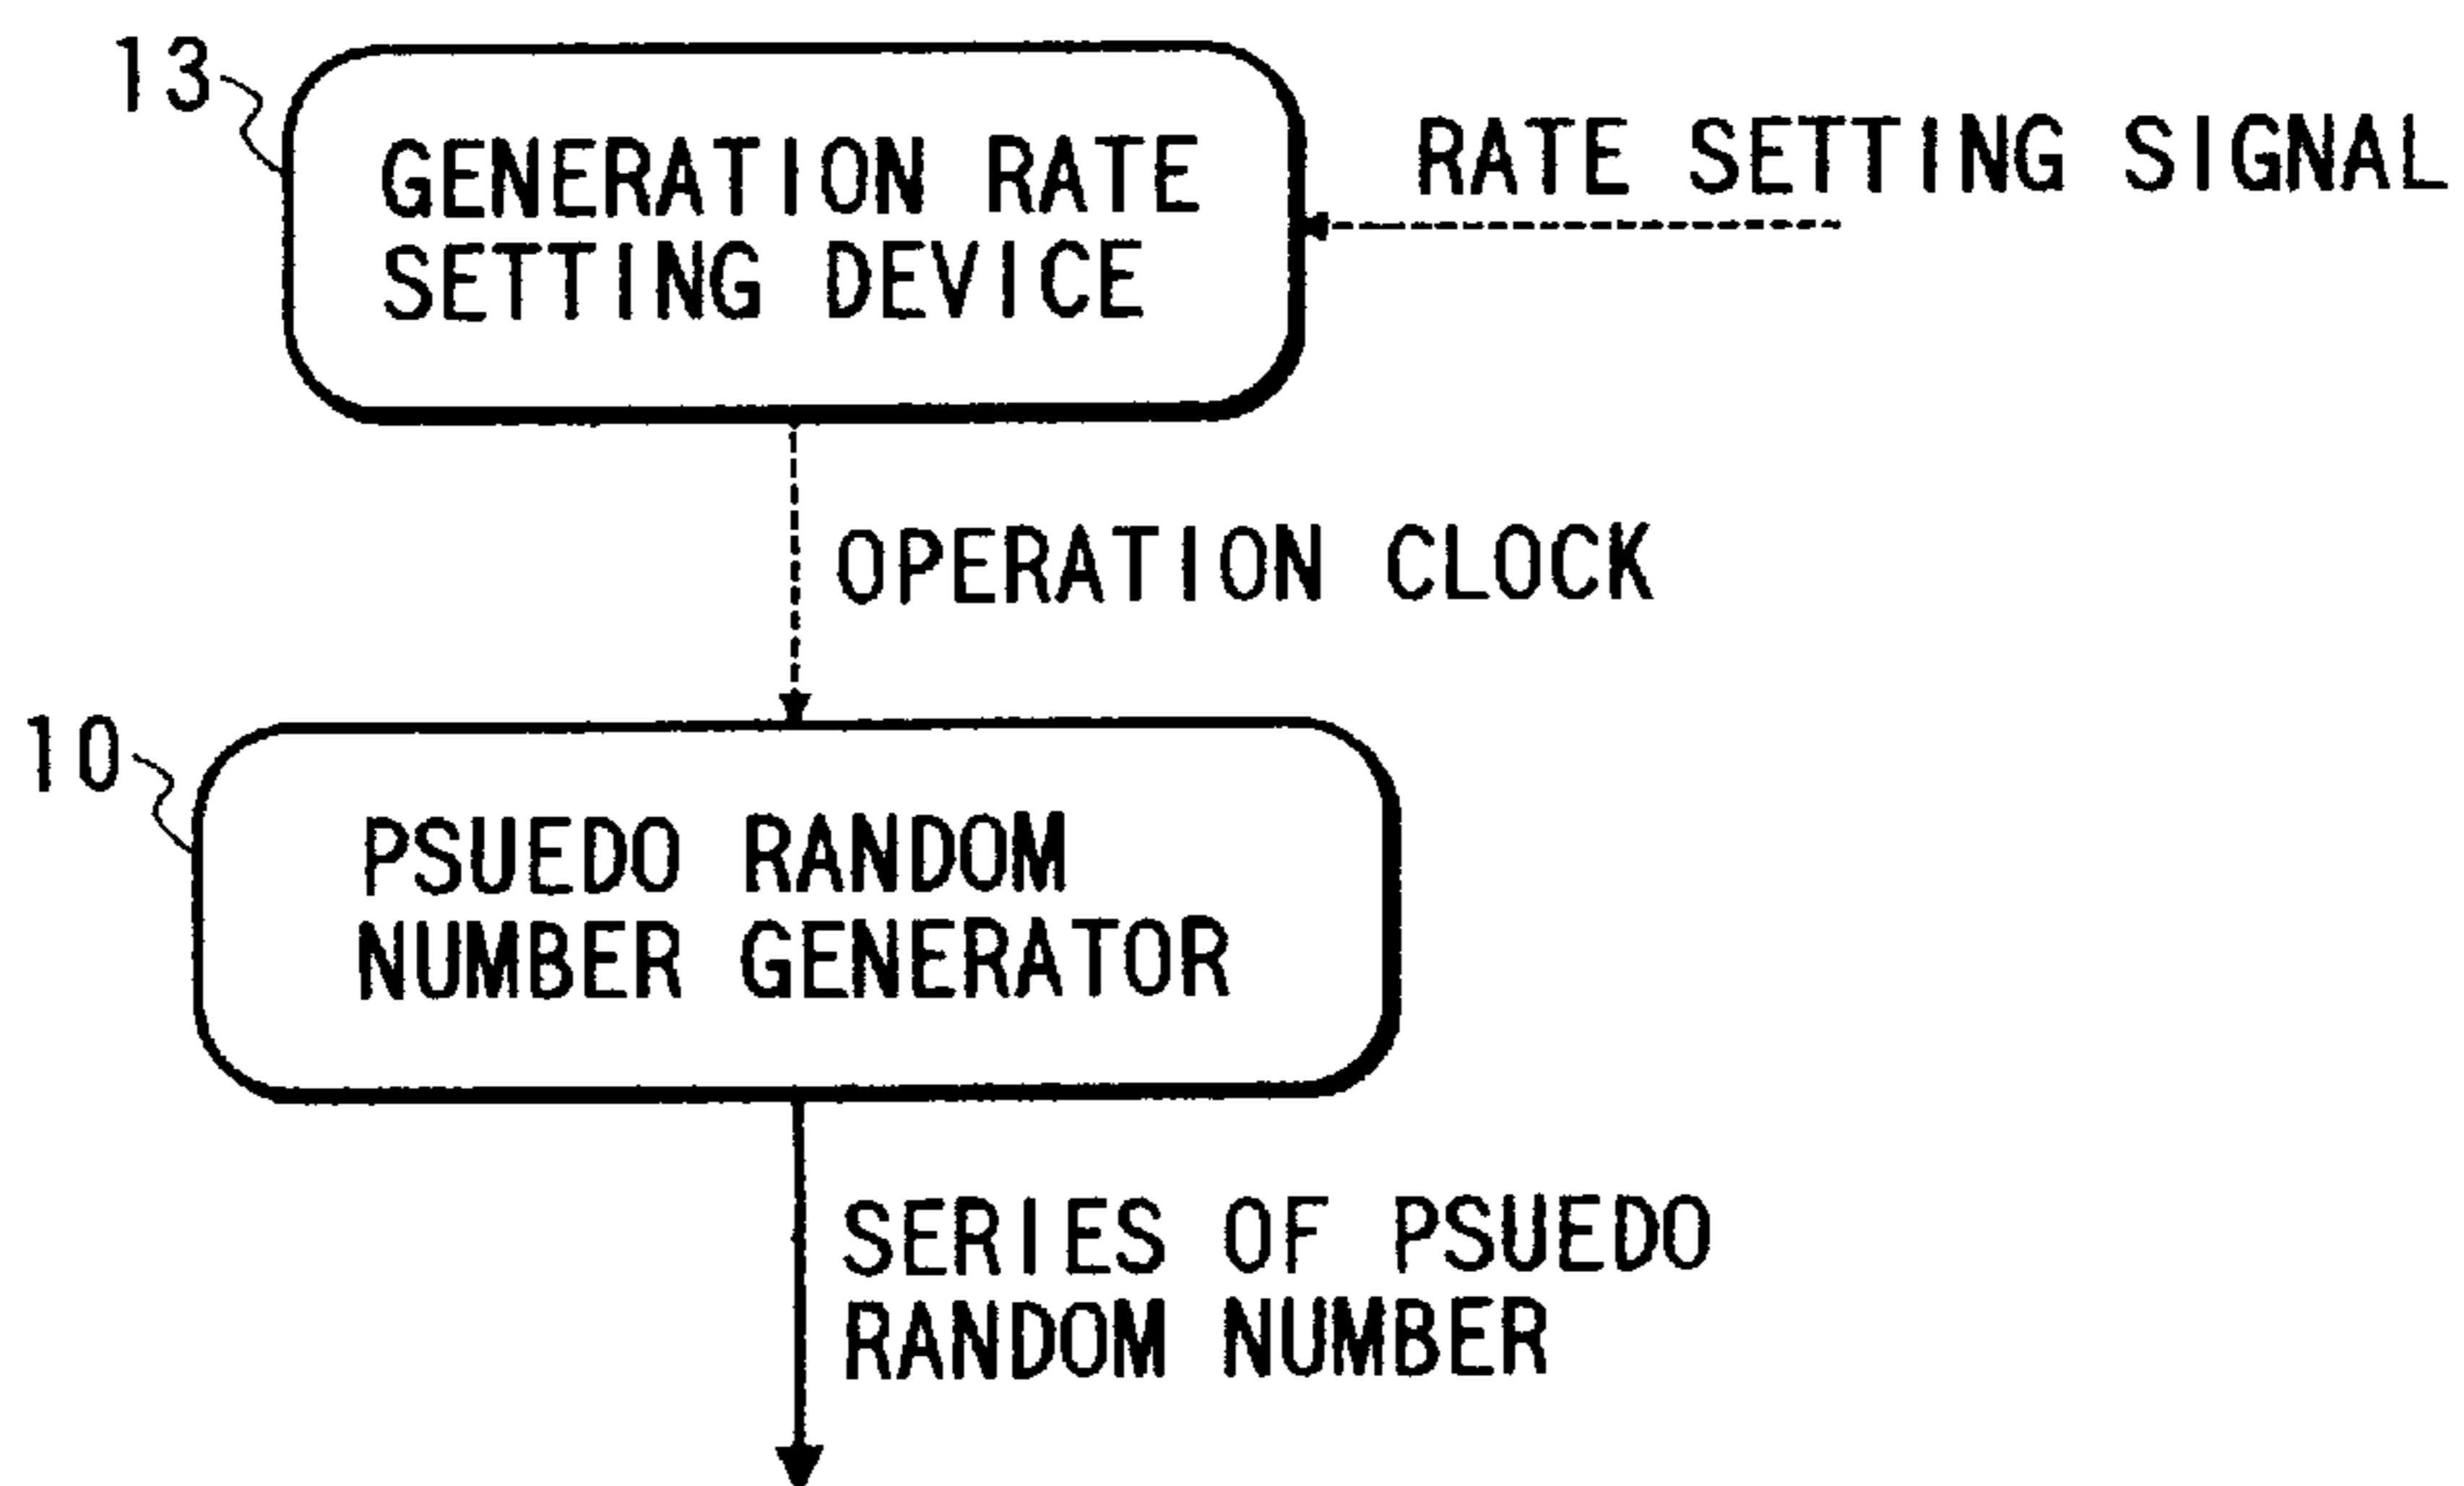 13
GENERATION RATE
SETTING DEVICE
RATE SETTING SIGNAL
OPERATION CLOCK
10
PSUEDO RANDOM
NUMBER GENERATOR
SERIES OF PSUEDO
RANDOM NUMBER